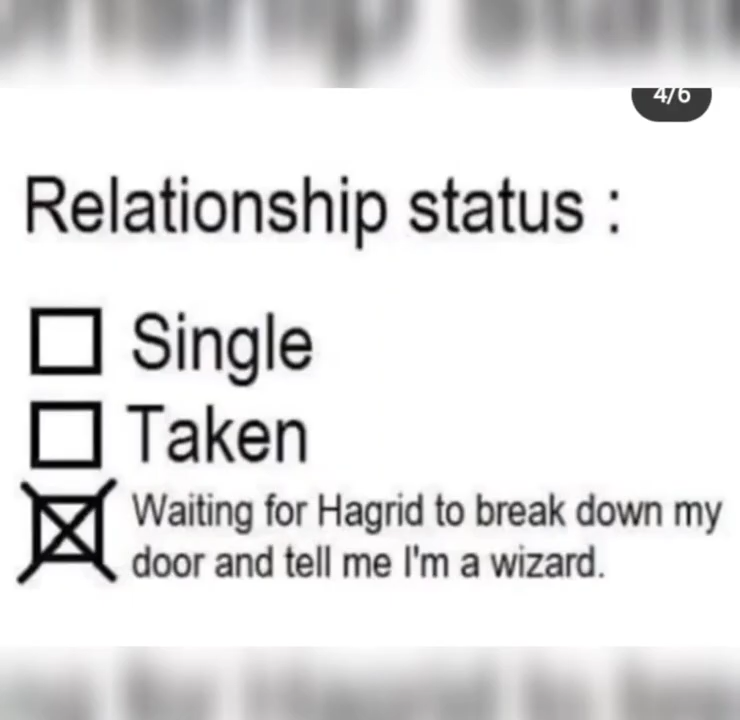 4/6
Relationship status :
Single
Taken
Waiting for Hagrid to break down my
door and tell me I'm a wizard.